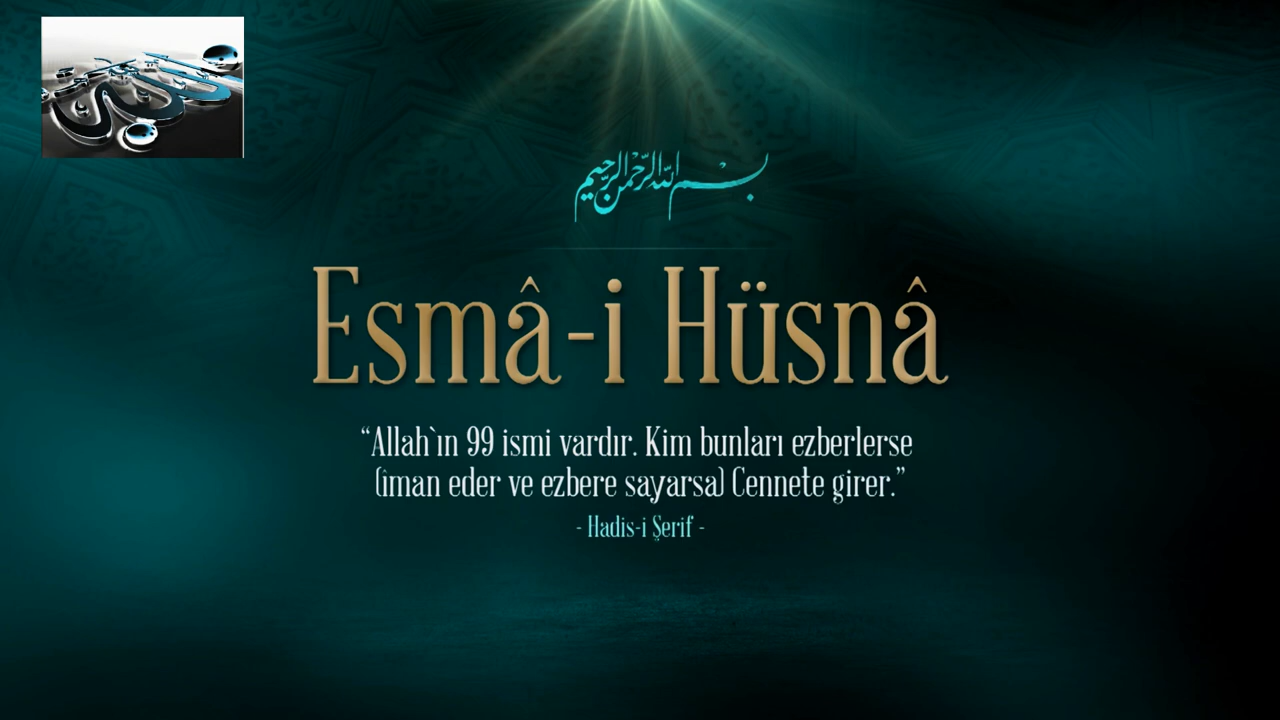 بسم الله الرحمن الرحيم
Esmâ-i Hüsnâ
“Allah`ın 99 ismi vardır. Kim bunları ezberlerse
(îman eder ve ezbere sayarsa) Cennete girer.”
- Hadis-i Şerif -